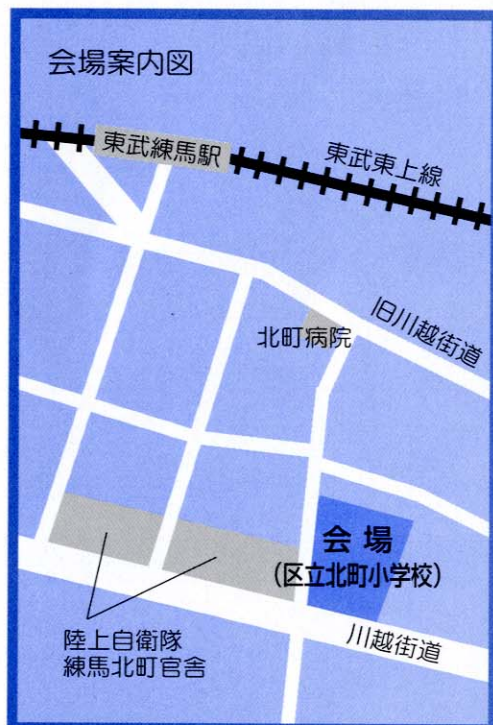 会場案内図
東武練馬駅
東武東上線
旧川越街道
北町病院
会場
(区立北町小学校)
川越街道
陸上自衛隊
練馬北町官舎